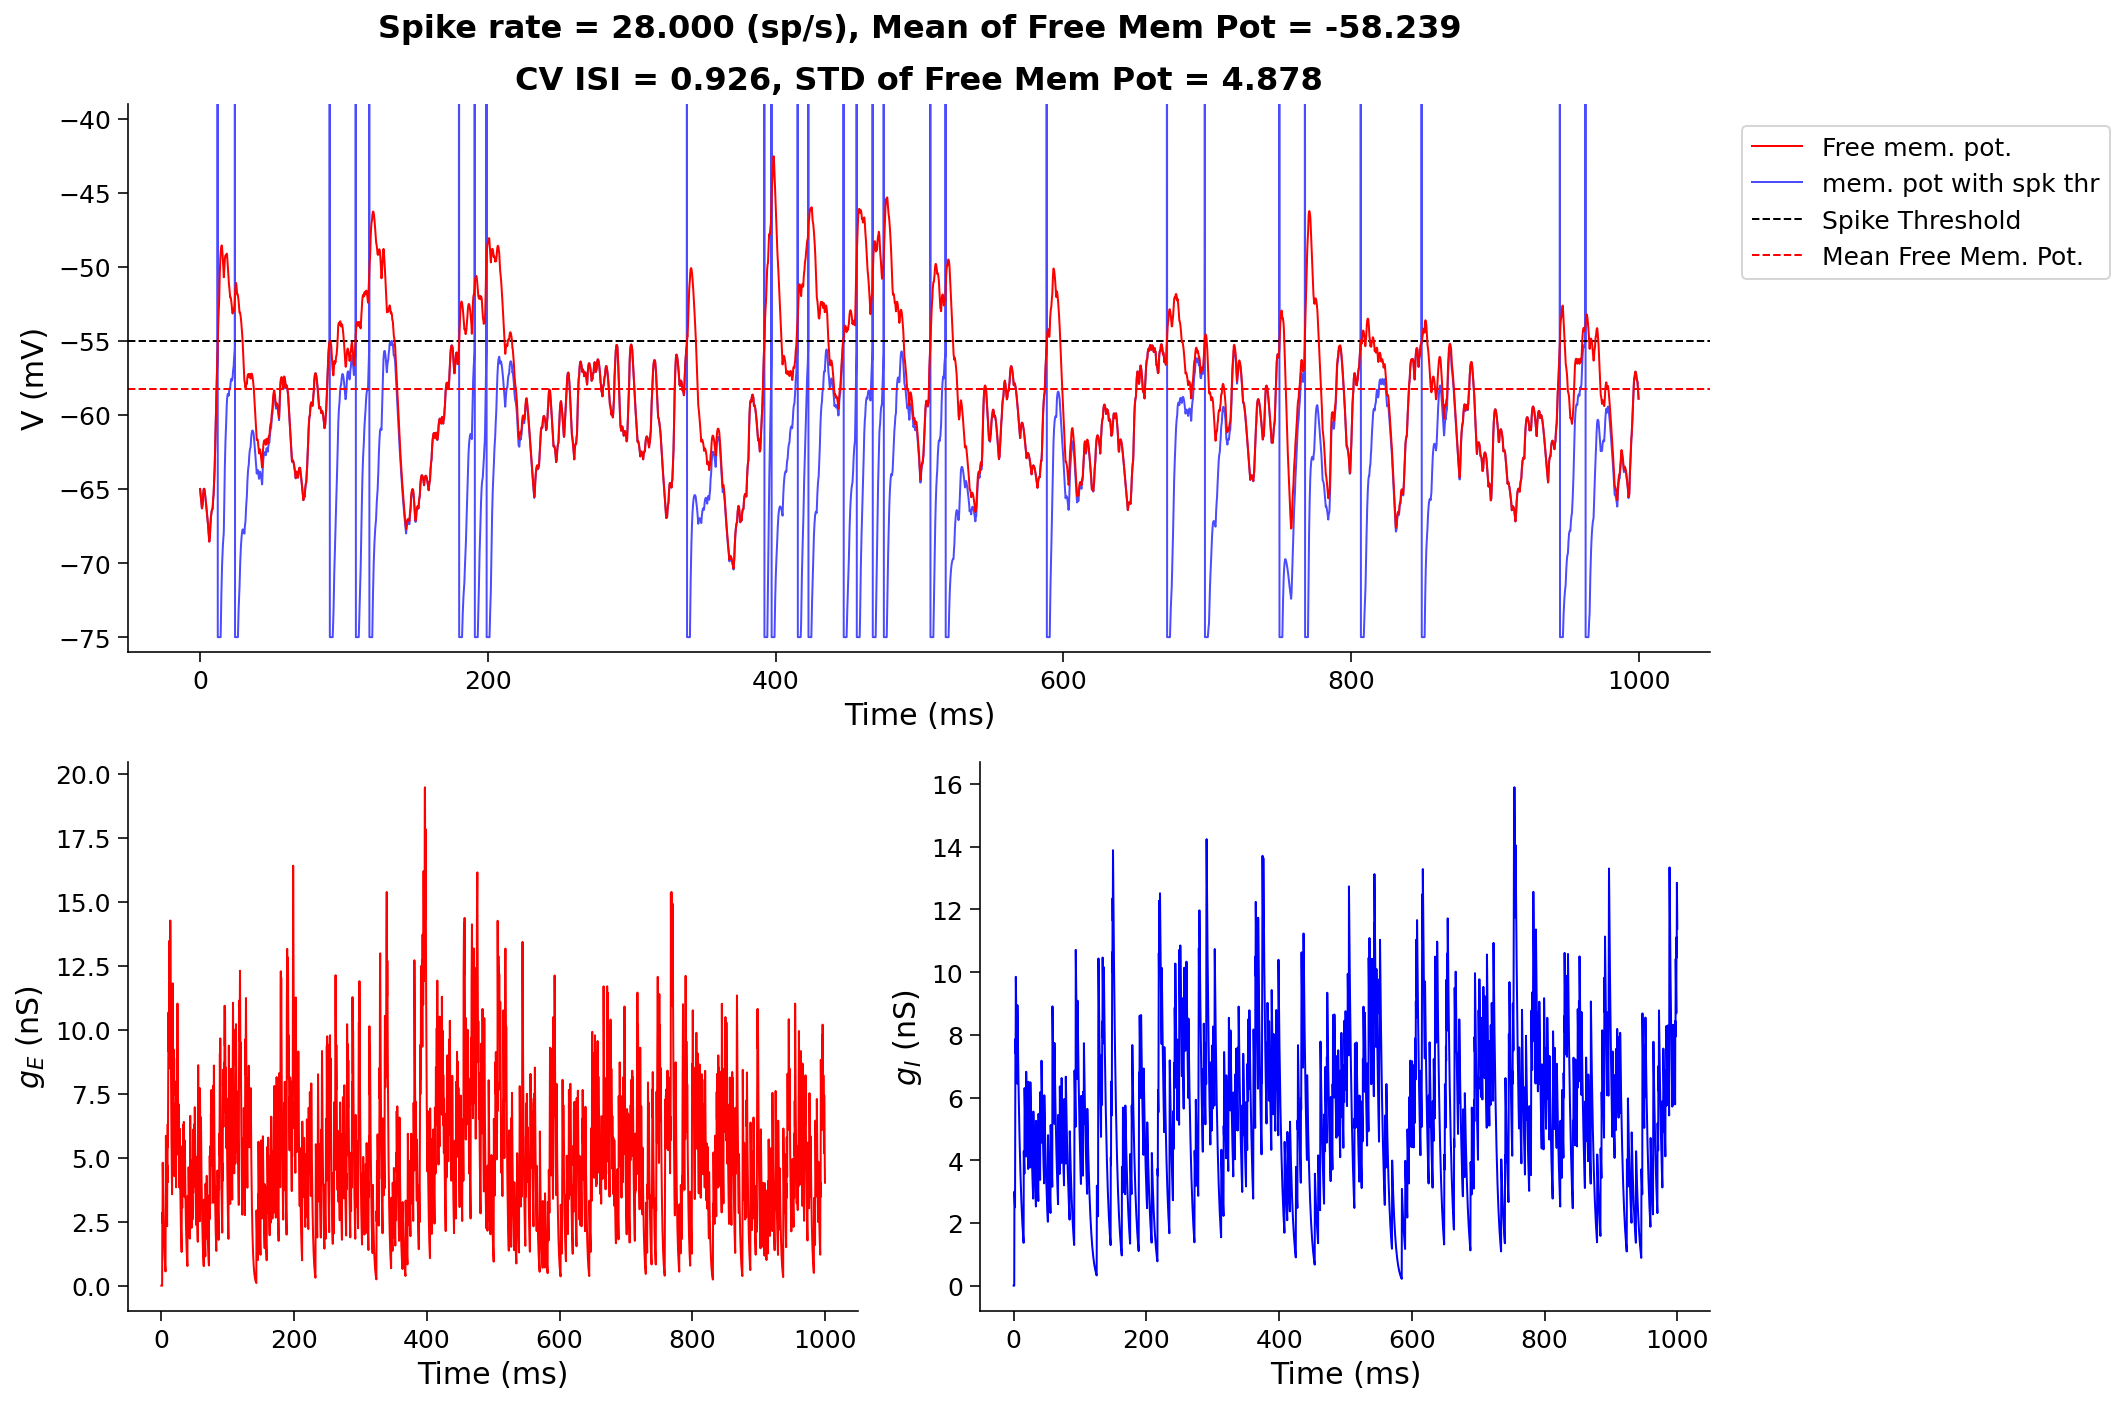 Spike rate = 28.000 (sp/s), Mean of Free Mem Pot = -58.239
CV ISI = 0.926, STD of Free Mem Pot = 4.878
−40
−45
−50
−55
−60
−65
−70
−75
V (mV)
0 200 400 600 800 1000
Time (ms)
Free mem. pot.
mem. pot with spk thr
Spike Threshold
Mean Free Mem. Pot.
20.0
17.5
15.0
12.5
10.0
7.5
5.0
2.5
0.0
g_E (nS)
0 200 400 600 800 1000
Time (ms)
16
14
12
10
8
6
4
2
0
g_I (nS)
0 200 400 600 800 1000
Time (ms)